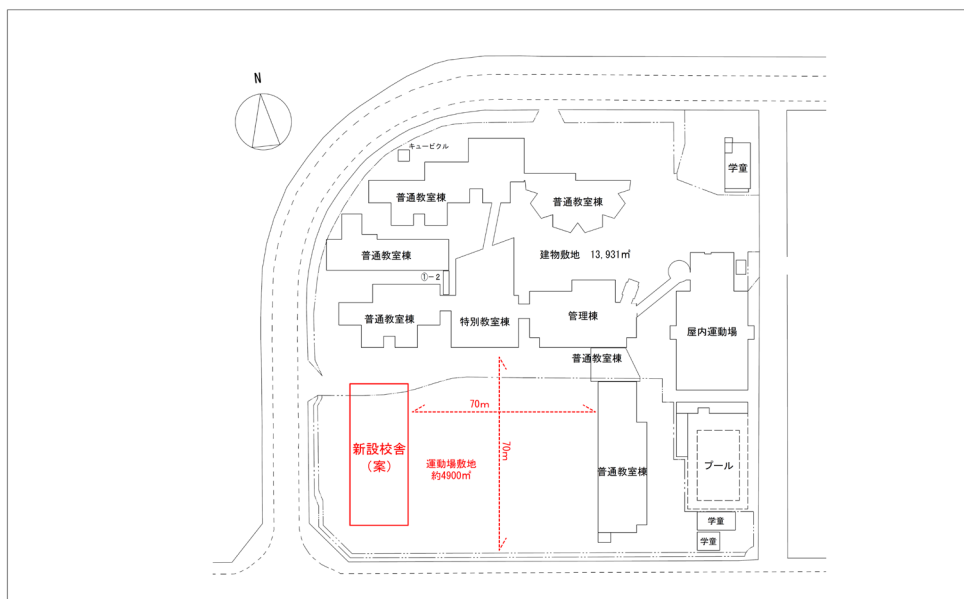 N
キュービクル
学童
普通教室棟
普通教室棟
普通教室棟
建物敷地 13,931㎡
①-2
普通教室棟
特別教室棟
管理棟
屋内運動場
普通教室棟
70m
70m
新設校舎
(案)
運動場敷地
約4900㎡
普通教室棟
プール
学童
学童